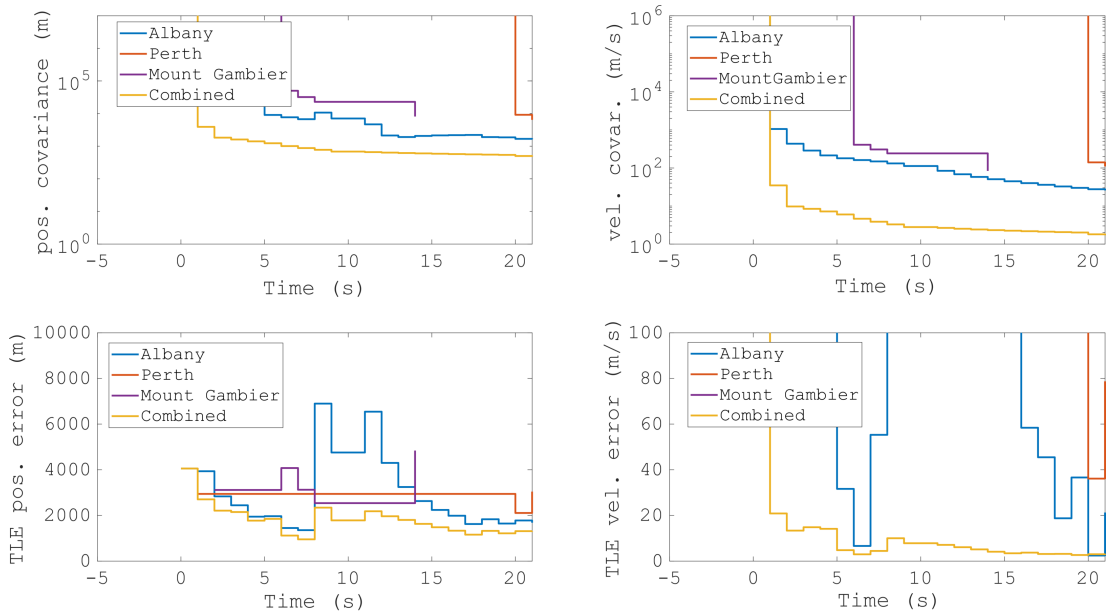 pos. covariance (m)
10^5
10^0
Albany
Perth
Mount Gambier
Combined
-5 0 5 10 15 20
Time (s)
vel. covar. (m/s)
10^6
10^4
10^2
10^0
Albany
Perth
MountGambier
Combined
-5 0 5 10 15 20
Time (s)
TLE pos. error (m)
10000
8000
6000
4000
2000
0
Albany
Perth
Mount Gambier
Combined
-5 0 5 10 15 20
Time (s)
TLE vel. error (m/s)
100
80
60
40
20
0
Albany
Perth
Mount Gambier
Combined
-5 0 5 10 15 20
Time (s)